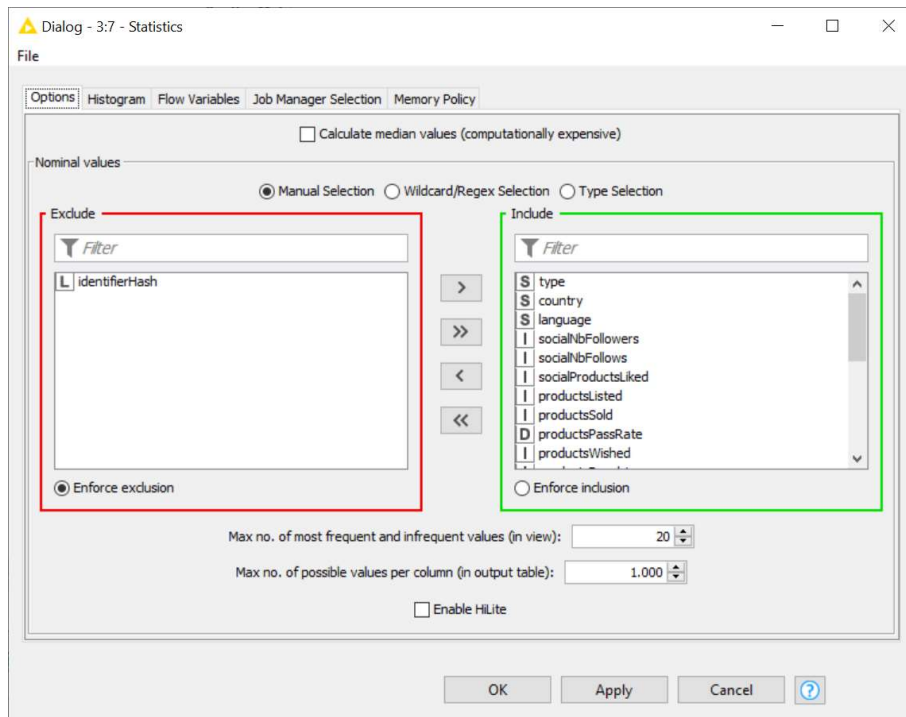 Dialog - 3:7 - Statistics
File
Options Histogram Flow Variables Job Manager Selection Memory Policy
Calculate median values (computationally expensive)
Nominal values
Manual Selection Wildcard/Regex Selection Type Selection
Exclude
Filter
L identifierHash
Enforce exclusion
> 
>>
<
<<
Include
Filter
S type
S country
S language
I socialNbFollowers
I socialNbFollows
I socialProductsLiked
I productsListed
I productsSold
D productsPassRate
I productsWished
Enforce inclusion
Max no. of most frequent and infrequent values (in view): 20
Max no. of possible values per column (in output table): 1.000
Enable HiLite
OK Apply Cancel ?